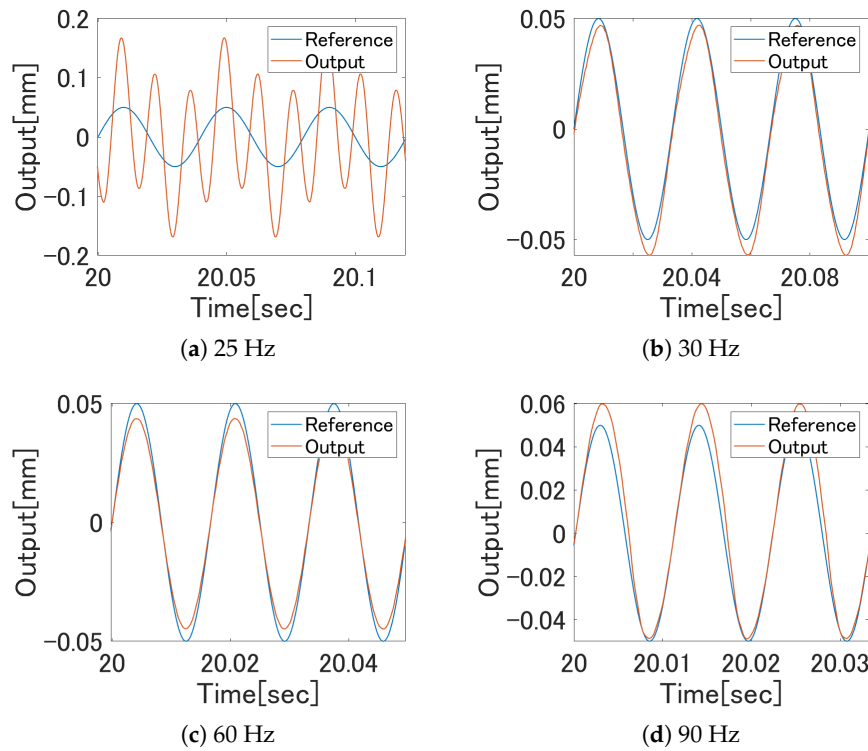 0.2
0.1
0
−0.1
−0.2
Output[mm]
Reference
Output
20
20.05
20.1
Time[sec]
(a) 25 Hz
0.05
0
−0.05
Output[mm]
Reference
Output
20
20.04
20.08
Time[sec]
(b) 30 Hz
0.05
0
−0.05
Output[mm]
Reference
Output
20
20.02
20.04
Time[sec]
(c) 60 Hz
0.06
0.04
0.02
0
−0.02
−0.04
Output[mm]
Reference
Output
20
20.01
20.02
20.03
Time[sec]
(d) 90 Hz